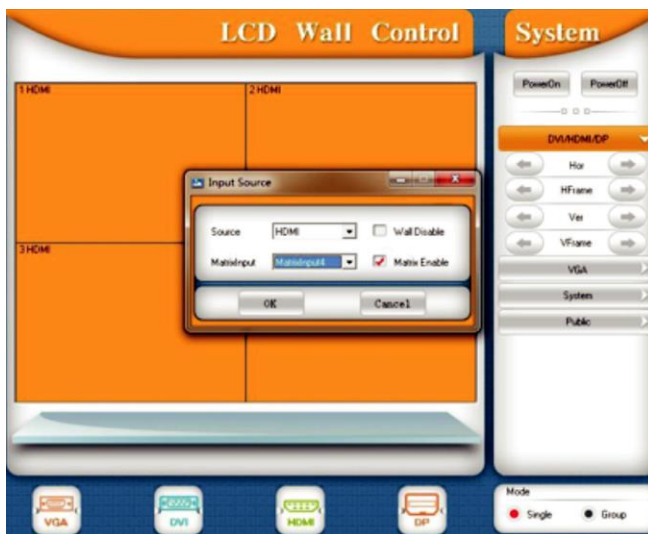 LCD Wall Control
System
PowerOn PowerOff
1 HDMI
2 HDMI
DVI/HDMI/DP
Hor
HFrame
Ver
VFrame
VGA
System
Public
Input Source
Source HDMI Wall Disable
MatrixInput MatrixInput4 Matrix Enable
OK Cancel
3 HDMI
VGA
DVI
HDMI
DP
Mode
Single Group